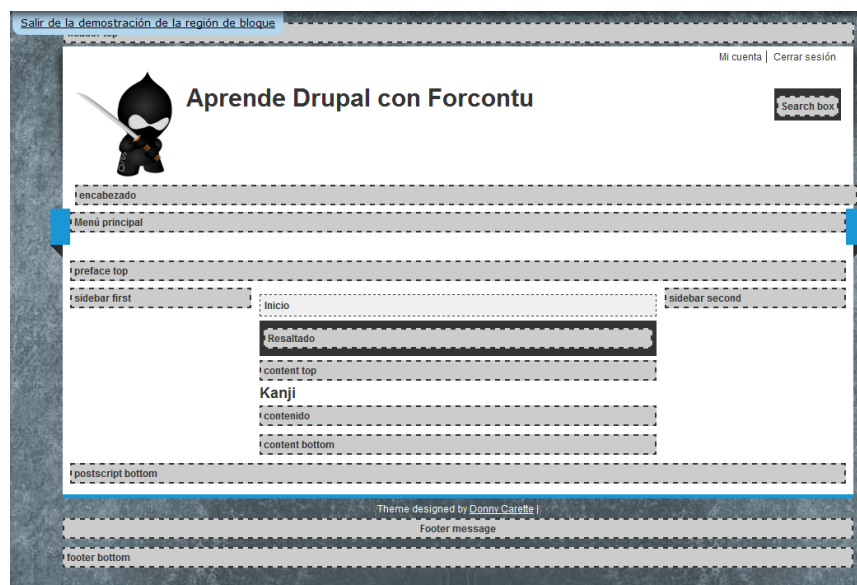 Salir de la demostración de la región de bloque
header top
Mi cuenta | Cerrar sesión
Aprende Drupal con Forcontu
Search box
encabezado
Menú principal
preface top
sidebar first
Inicio
sidebar second
Resaltado
content top
Kanji
contenido
content bottom
postscript bottom
Theme designed by Donny Carette |
Footer message
footer bottom